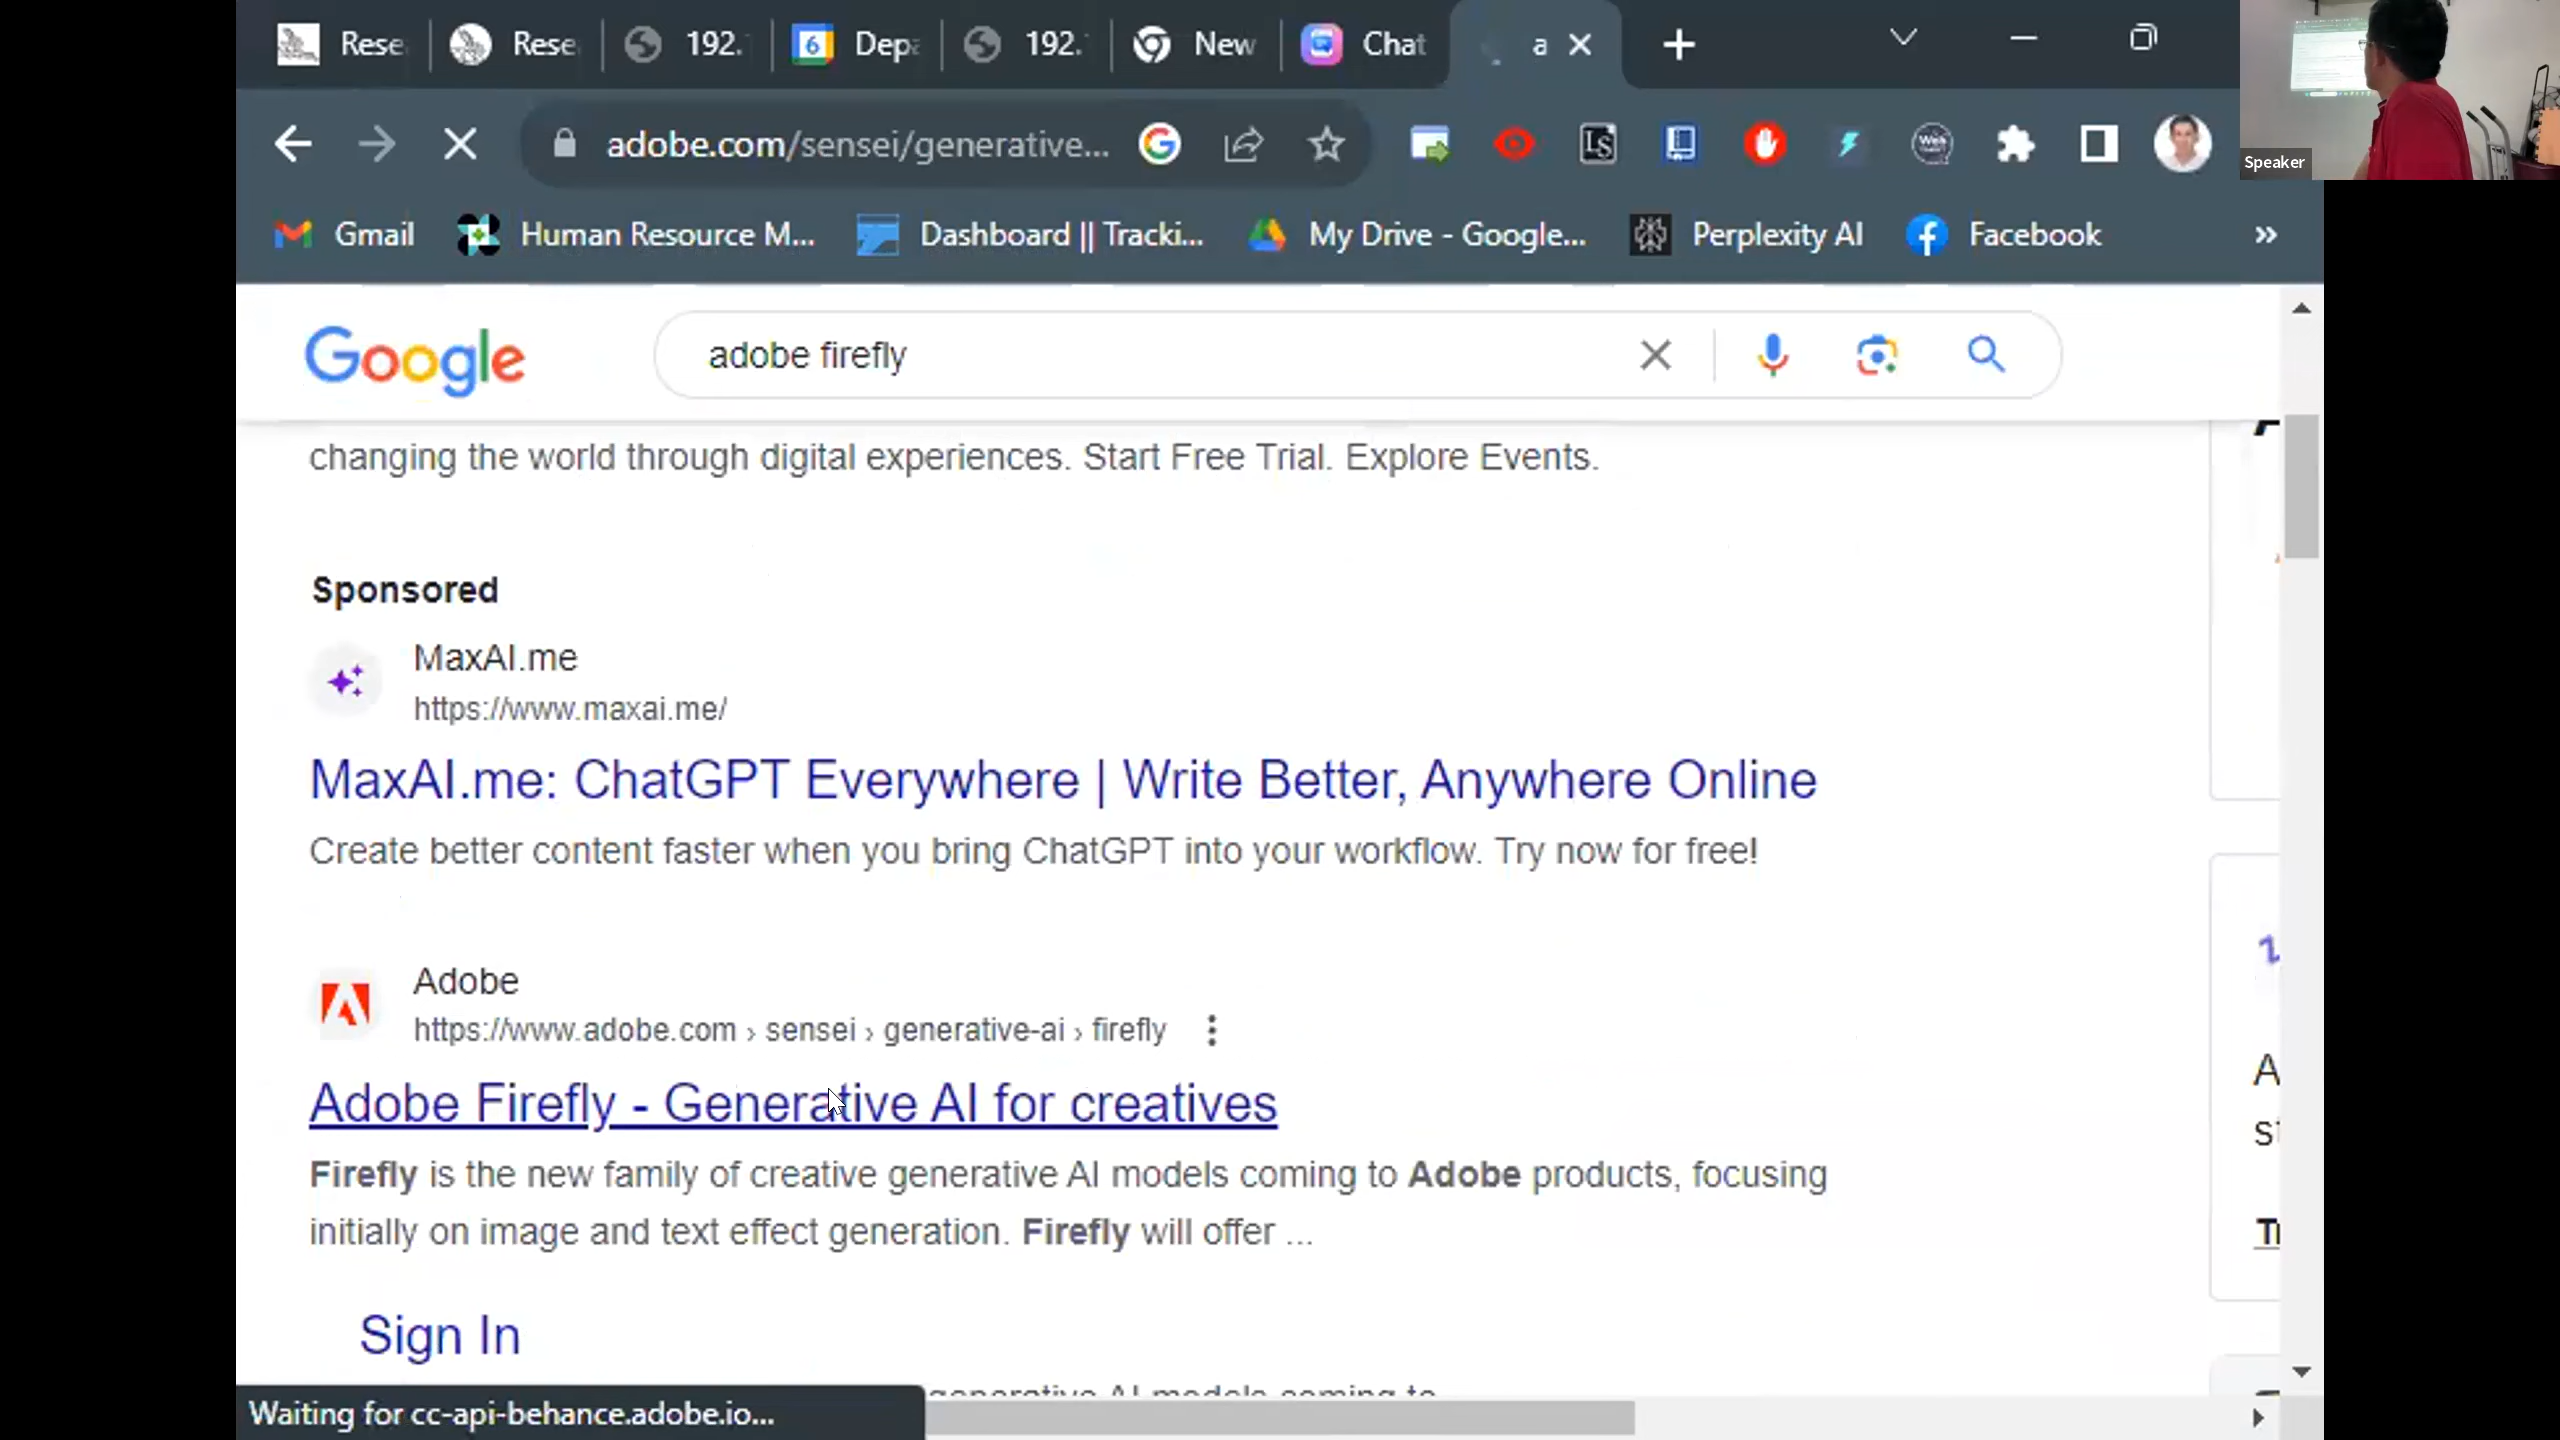 Rese
Rese
192.
Depa
192.
New
Chat
a
adobe.com/sensei/generative...
Speaker
Gmail
Human Resource M...
Dashboard || Tracki...
My Drive - Google...
Perplexity AI
Facebook
»
Google
adobe firefly
changing the world through digital experiences. Start Free Trial. Explore Events.
Sponsored
MaxAI.me
https://www.maxai.me/
MaxAI.me: ChatGPT Everywhere | Write Better, Anywhere Online
Create better content faster when you bring ChatGPT into your workflow. Try now for free!
Adobe
https://www.adobe.com › sensei › generative-ai › firefly
Adobe Firefly - Generative AI for creatives
Firefly is the new family of creative generative AI models coming to Adobe products, focusing
initially on image and text effect generation. Firefly will offer ...
Sign In
generative AI models coming to
Waiting for cc-api-behance.adobe.io...